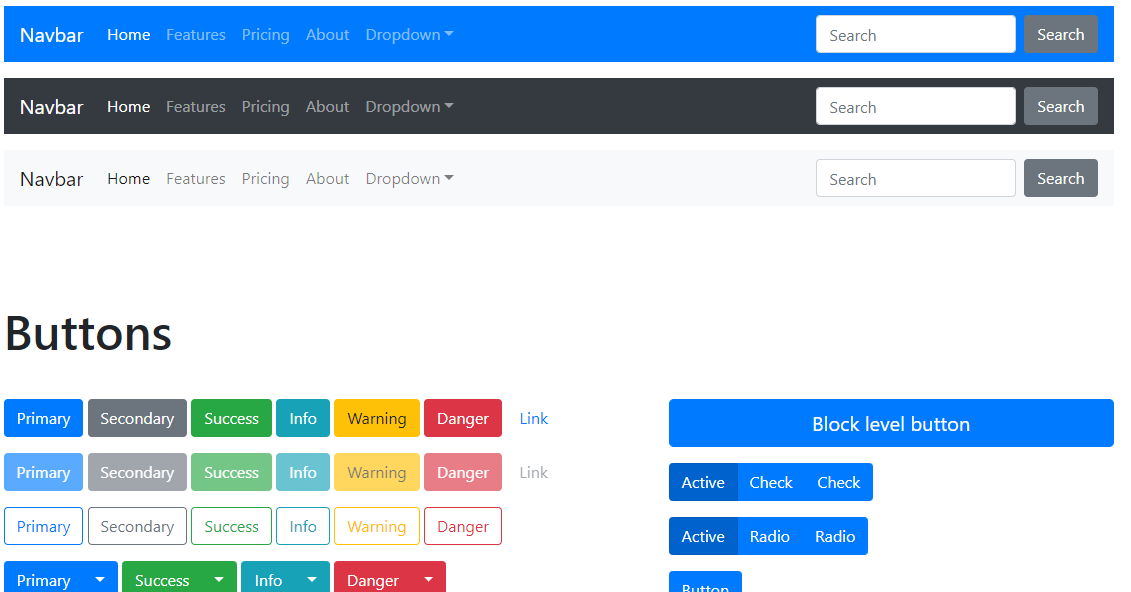 Navbar Home Features Pricing About Dropdown Search Search
Navbar Home Features Pricing About Dropdown Search Search
Navbar Home Features Pricing About Dropdown Search Search
Buttons
Primary Secondary Success Info Warning Danger Link
Block level button
Primary Secondary Success Info Warning Danger Link
Active Check Check
Primary Secondary Success Info Warning Danger
Active Radio Radio
Primary Success Info Danger
Button